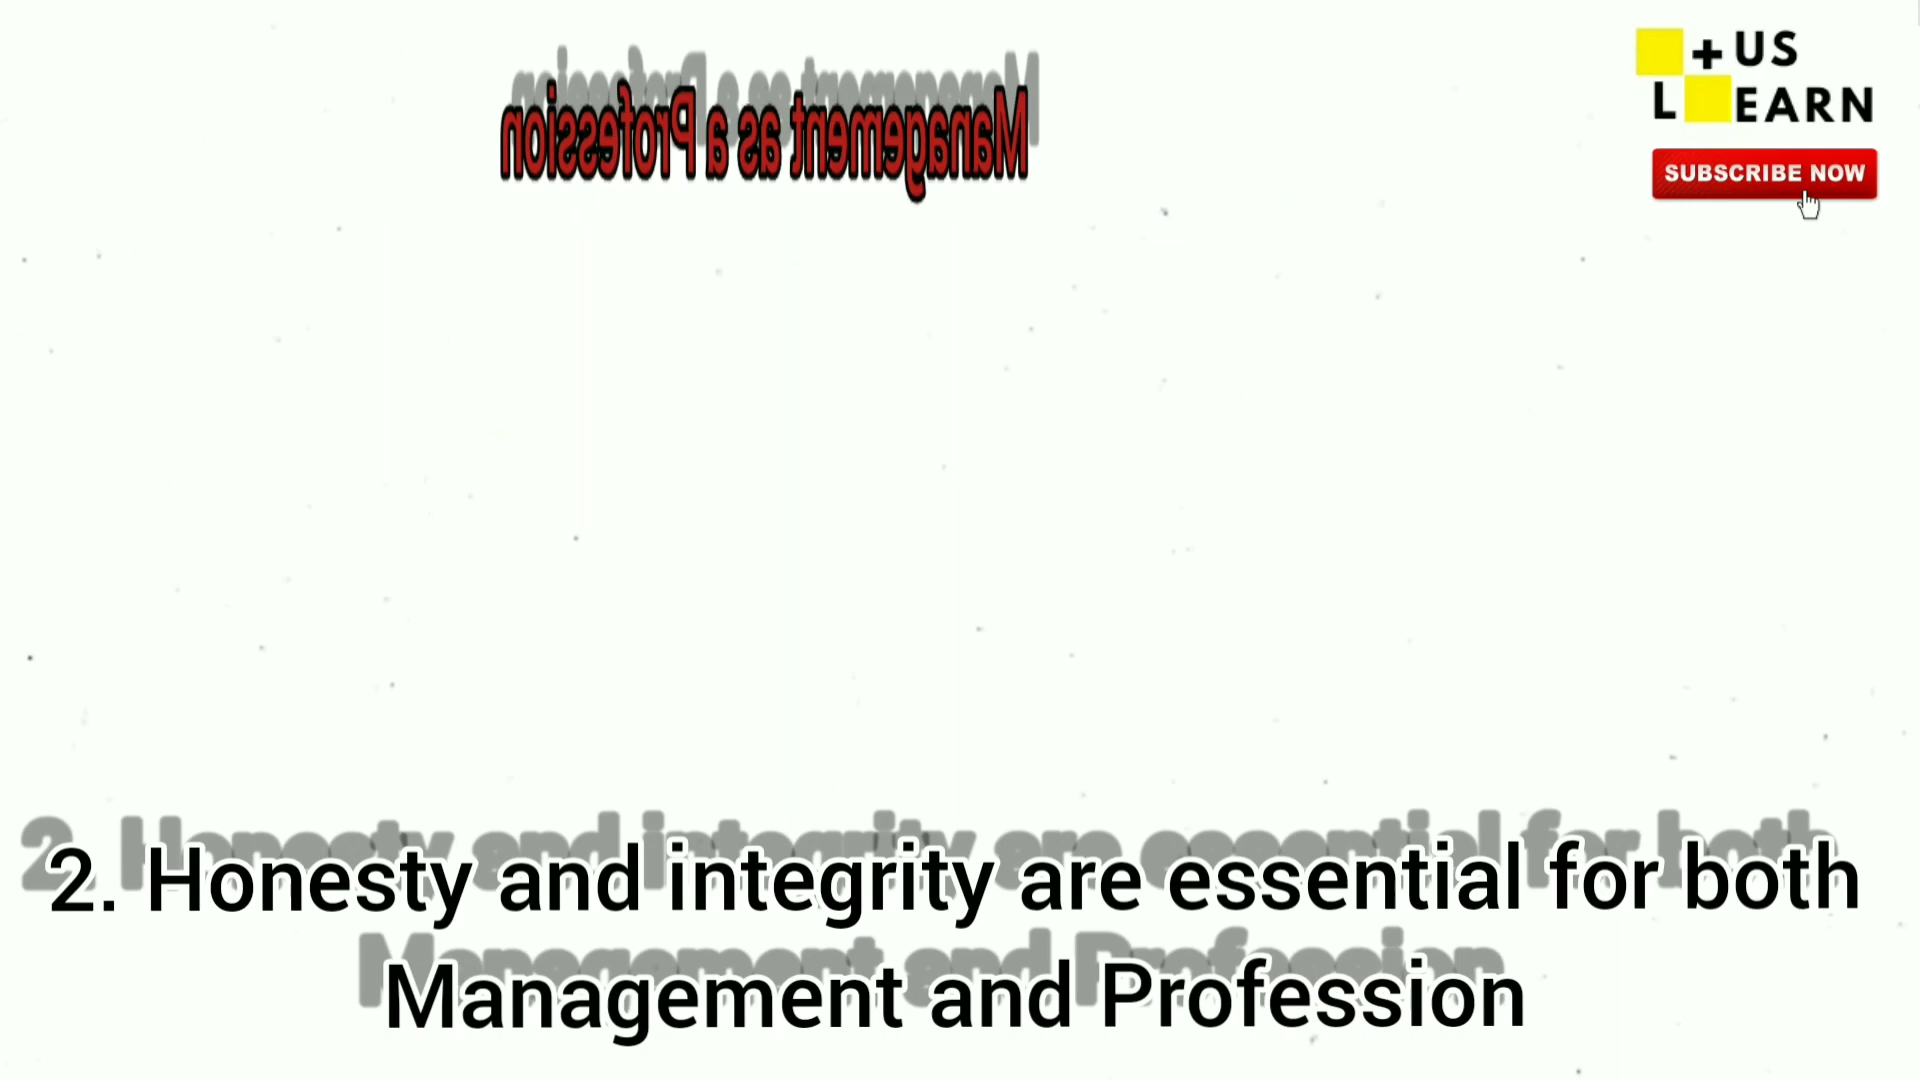 Management as a Profession
+US
LEARN
SUBSCRIBE NOW
2. Honesty and integrity are essential for both
Management and Profession